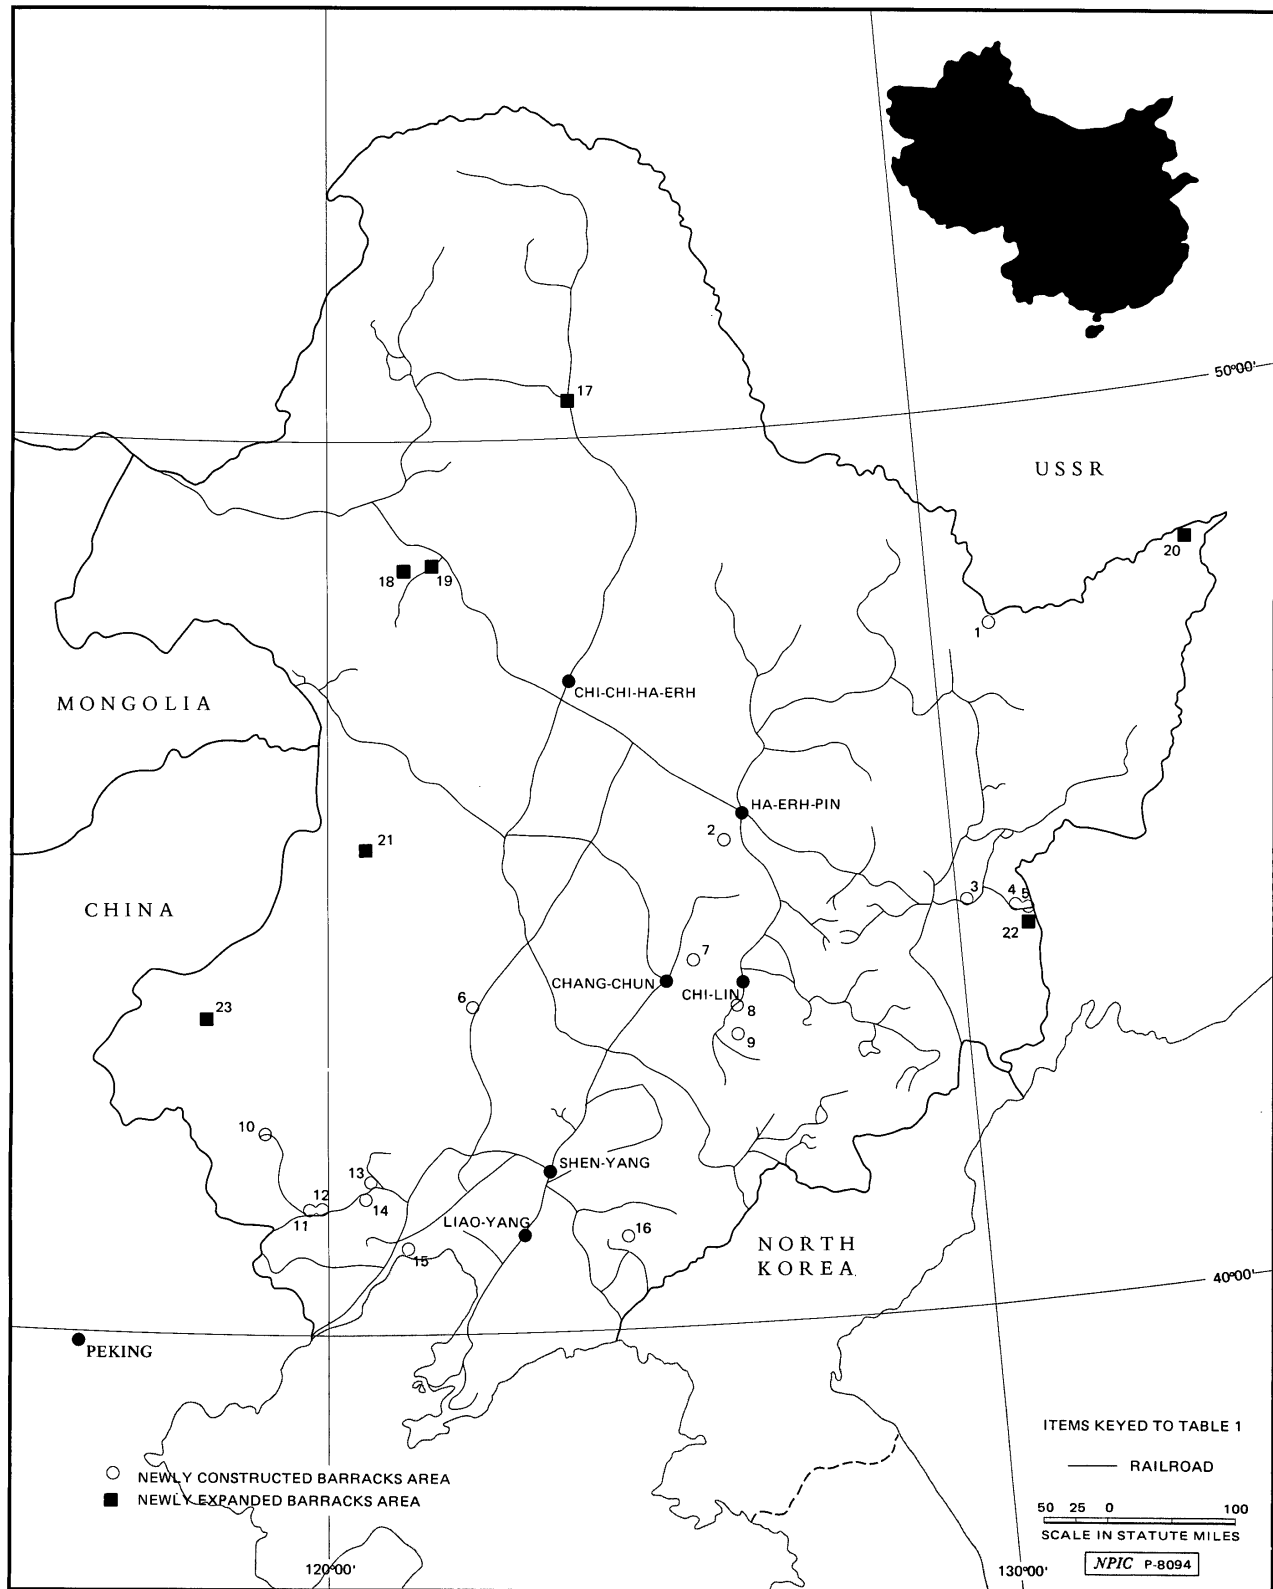 50°00'
17
USSR
20
18
19
1
MONGOLIA
CHI-CHI-HA-ERH
HA-ERH-PIN
2
21
3
4
5
CHINA
22
7
CHANG-CHUN
CHI-LIN
6
8
23
9
10
SHEN-YANG
13
12
14
11
LIAO-YANG
16
NORTH
KOREA
15
40°00'
PEKING
ITEMS KEYED TO TABLE 1
RAILROAD
NEWLY CONSTRUCTED BARRACKS AREA
NEWLY EXPANDED BARRACKS AREA
50 25 0 100
SCALE IN STATUTE MILES
NPIC P-8094
120°00'
130°00'